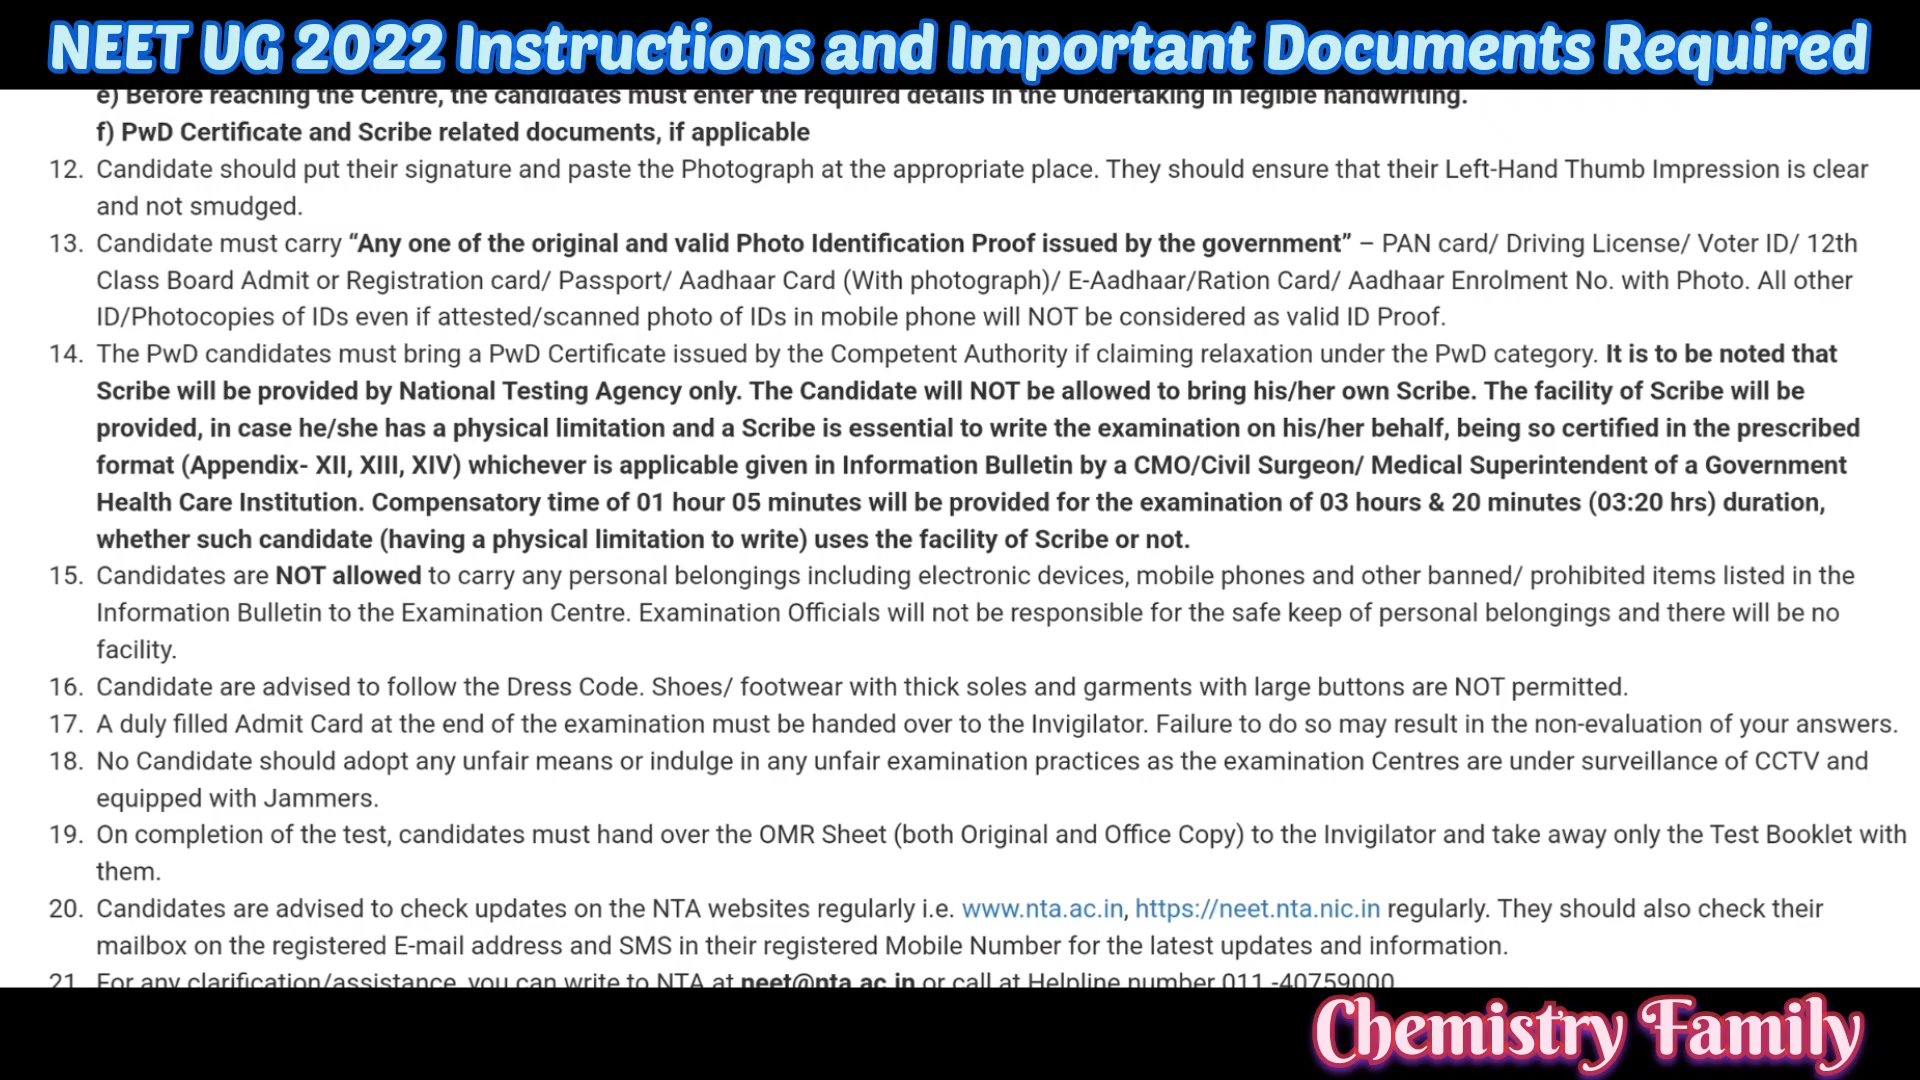 NEET UG 2022 Instructions and Important Documents Required
e) Before reaching the Centre, the candidates must enter the required details in the Undertaking in legible handwriting.
f) PwD Certificate and Scribe related documents, if applicable
12. Candidate should put their signature and paste the Photograph at the appropriate place. They should ensure that their Left-Hand Thumb Impression is clear
and not smudged.
13. Candidate must carry “Any one of the original and valid Photo Identification Proof issued by the government” – PAN card/ Driving License/ Voter ID/ 12th
Class Board Admit or Registration card/ Passport/ Aadhaar Card (With photograph)/ E-Aadhaar/Ration Card/ Aadhaar Enrolment No. with Photo. All other
ID/Photocopies of IDs even if attested/scanned photo of IDs in mobile phone will NOT be considered as valid ID Proof.
14. The PwD candidates must bring a PwD Certificate issued by the Competent Authority if claiming relaxation under the PwD category. It is to be noted that
Scribe will be provided by National Testing Agency only. The Candidate will NOT be allowed to bring his/her own Scribe. The facility of Scribe will be
provided, in case he/she has a physical limitation and a Scribe is essential to write the examination on his/her behalf, being so certified in the prescribed
format (Appendix- XII, XIII, XIV) whichever is applicable given in Information Bulletin by a CMO/Civil Surgeon/ Medical Superintendent of a Government
Health Care Institution. Compensatory time of 01 hour 05 minutes will be provided for the examination of 03 hours & 20 minutes (03:20 hrs) duration,
whether such candidate (having a physical limitation to write) uses the facility of Scribe or not.
15. Candidates are NOT allowed to carry any personal belongings including electronic devices, mobile phones and other banned/ prohibited items listed in the
Information Bulletin to the Examination Centre. Examination Officials will not be responsible for the safe keep of personal belongings and there will be no
facility.
16. Candidate are advised to follow the Dress Code. Shoes/ footwear with thick soles and garments with large buttons are NOT permitted.
17. A duly filled Admit Card at the end of the examination must be handed over to the Invigilator. Failure to do so may result in the non-evaluation of your answers.
18. No Candidate should adopt any unfair means or indulge in any unfair examination practices as the examination Centres are under surveillance of CCTV and
equipped with Jammers.
19. On completion of the test, candidates must hand over the OMR Sheet (both Original and Office Copy) to the Invigilator and take away only the Test Booklet with
them.
20. Candidates are advised to check updates on the NTA websites regularly i.e. www.nta.ac.in, https://neet.nta.nic.in regularly. They should also check their
mailbox on the registered E-mail address and SMS in their registered Mobile Number for the latest updates and information.
21. For any clarification/assistance, you can write to NTA at neet@nta.ac.in or call at Helpline number 011 -40759000
Chemistry Family